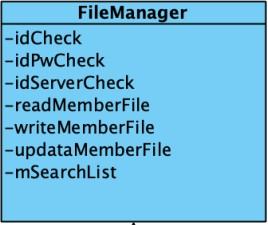 FileManager
-idCheck
-idPwCheck
-idServerCheck
-readMemberFile
-writeMemberFile
-updataMemberFile
-mSearchList